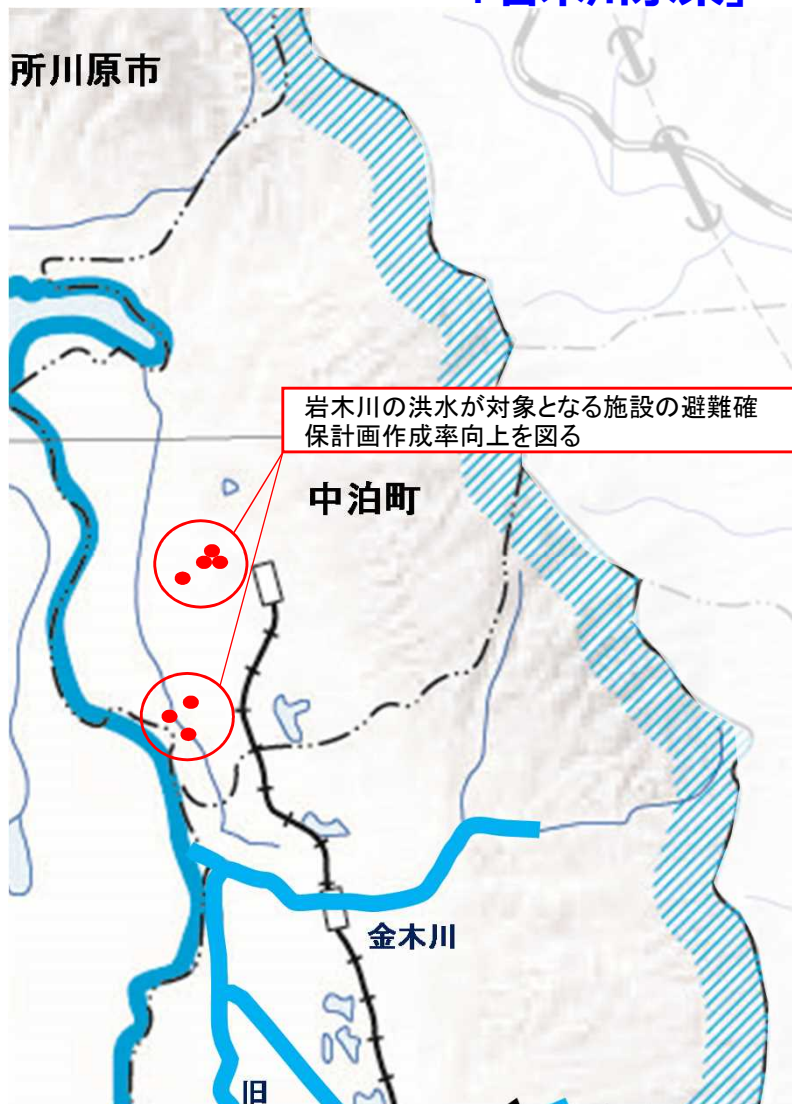 所川原市
岩木川の洪水が対象となる施設の避難確
保計画作成率向上を図る
中泊町
金木川
旧